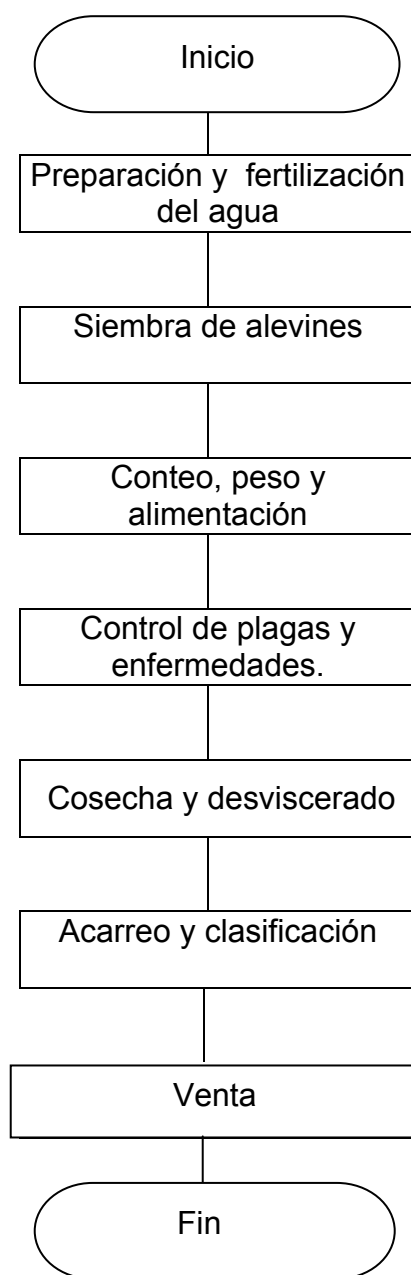 Inicio
Preparación y fertilización
del agua
Siembra de alevines
Conteo, peso y
alimentación
Control de plagas y
enfermedades.
Cosecha y desviscerado
Acarreo y clasificación
Venta
Fin